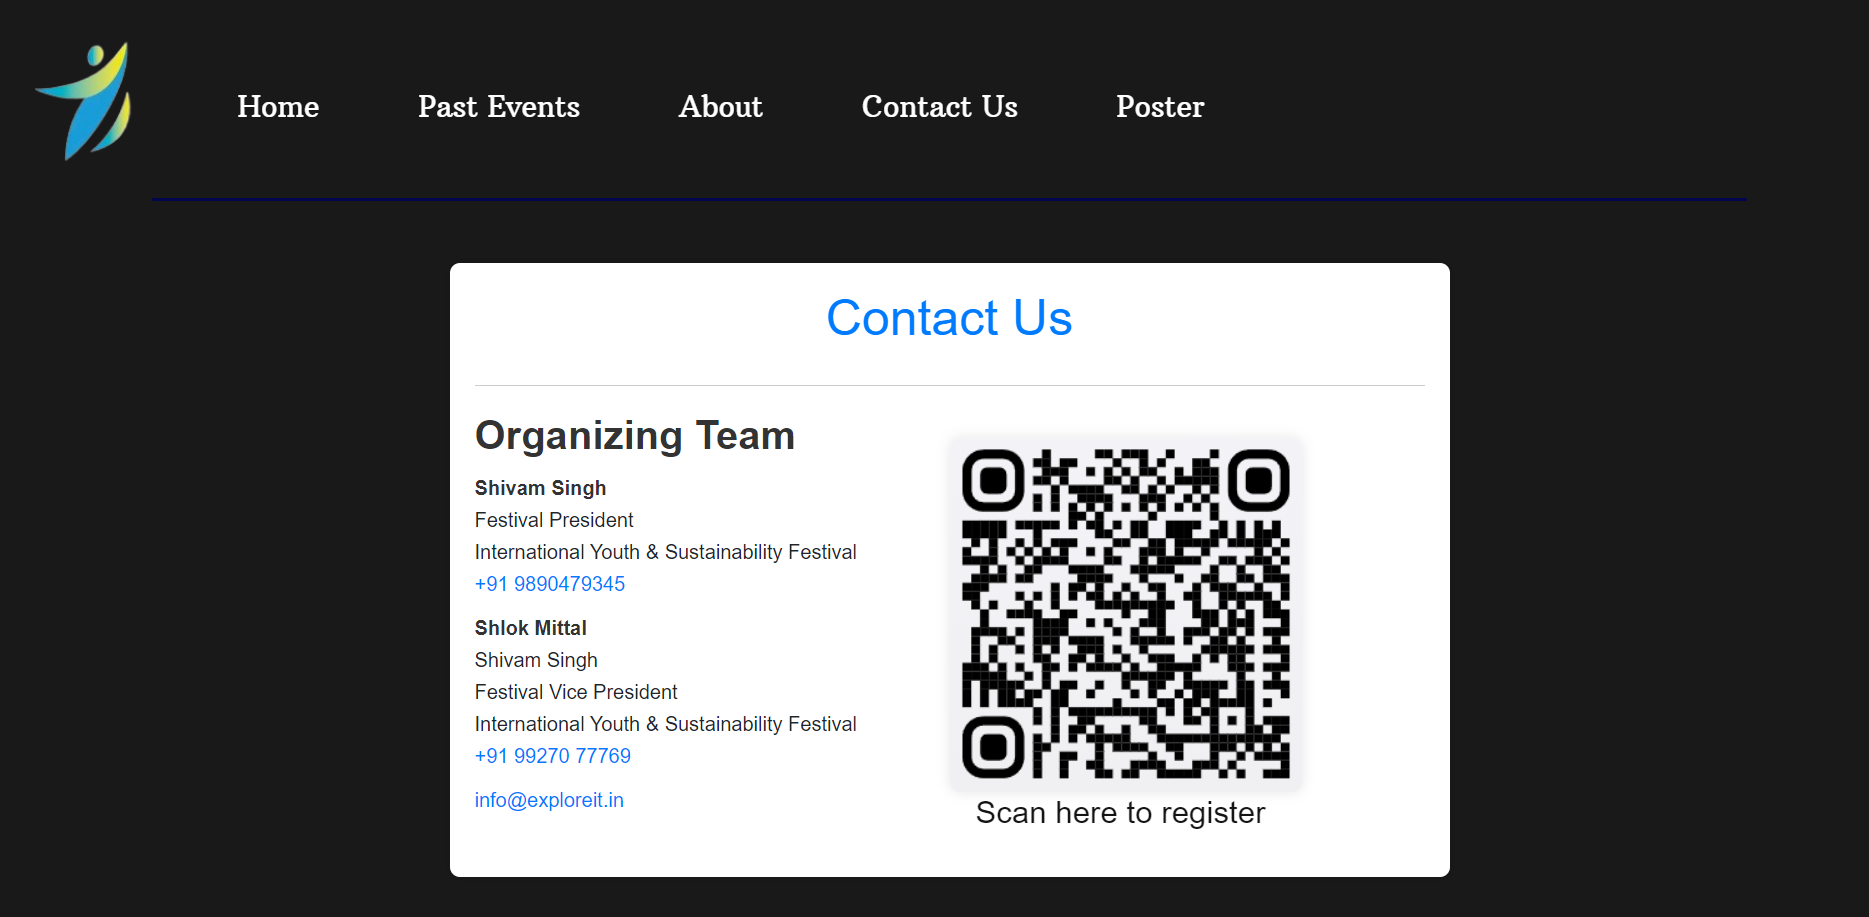 Home
Past Events
About
Contact Us
Poster
Contact Us
Organizing Team
Shivam Singh
Festival President
International Youth & Sustainability Festival
+91 9890479345
Shlok Mittal
Shivam Singh
Festival Vice President
International Youth & Sustainability Festival
+91 99270 77769
info@exploreit.in
Scan here to register